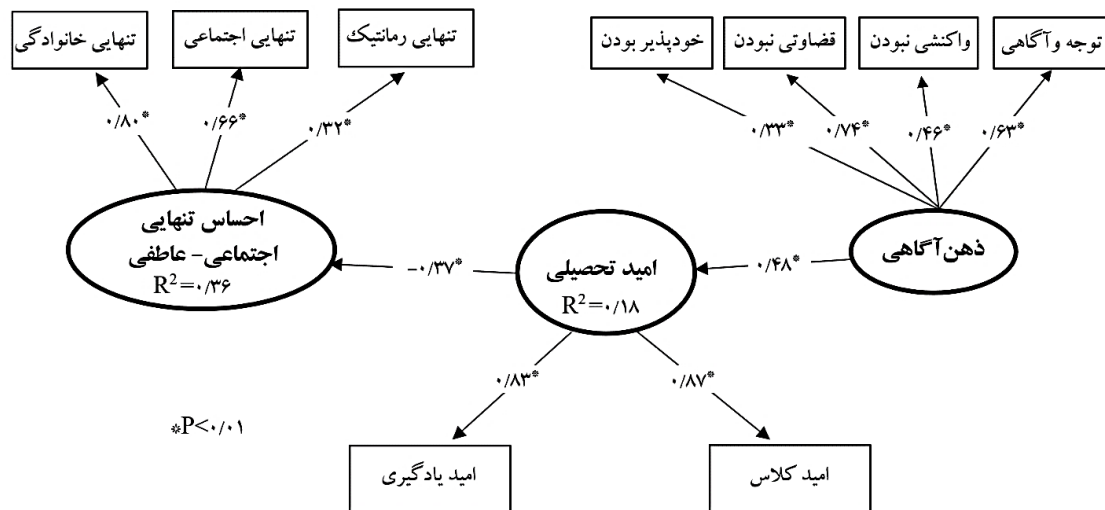 توجه وآگاهی
واکنشی نبودن
قضاوتی نبودن
خودپذیر بودن
تنهایی رمانتیک
تنهایی اجتماعی
تنهایی خانوادگی
۰/۶۳*
۰/۴۶*
۰/۷۴*
۰/۳۳*
۰/۳۲*
۰/۶۶*
۰/۸۰*
ذهن‌آگاهی
۰/۴۸*
امید تحصیلی
R²=۰/۱۸
-۰/۳۷*
احساس تنهایی
اجتماعی- عاطفی
R²=۰/۳۶
۰/۸۷*
۰/۸۳*
*P<۰/۰۱
امید کلاس
امید یادگیری